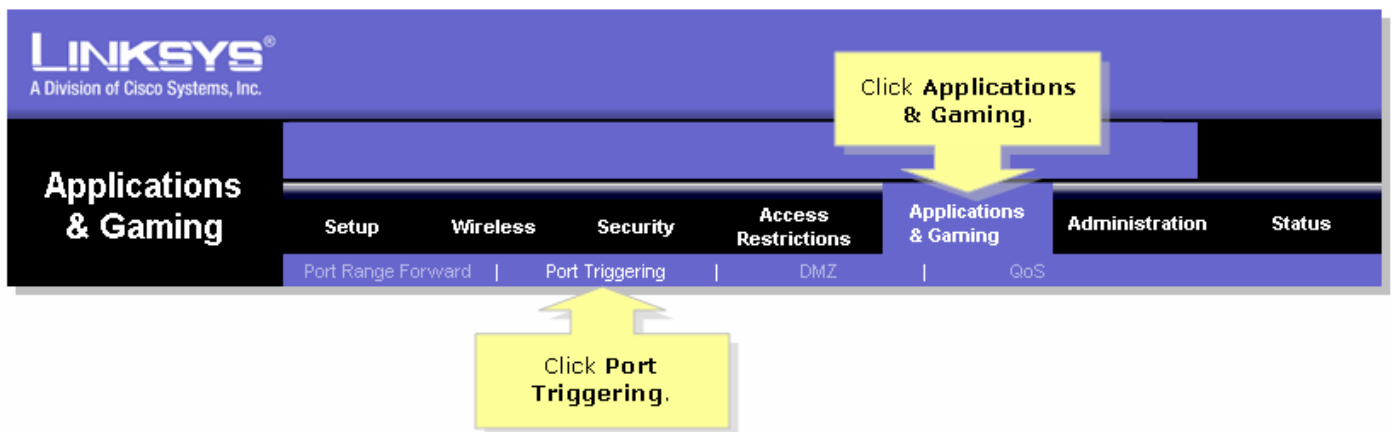 LINKSYS®
A Division of Cisco Systems, Inc.
Click Applications
& Gaming.
Applications
& Gaming
Setup
Wireless
Security
Access
Restrictions
Applications
& Gaming
Administration
Status
Port Range Forward | Port Triggering | DMZ | QoS
Click Port
Triggering.